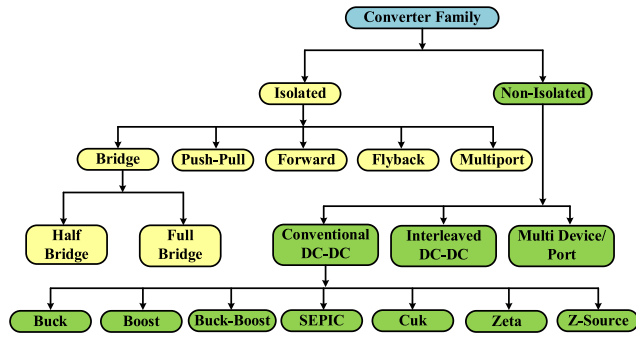 Converter Family
Isolated
Non-Isolated
Bridge
Push-Pull
Forward
Flyback
Multiport
Half
Bridge
Full
Bridge
Conventional
DC-DC
Interleaved
DC-DC
Multi Device/
Port
Buck
Boost
Buck-Boost
SEPIC
Cuk
Zeta
Z-Source